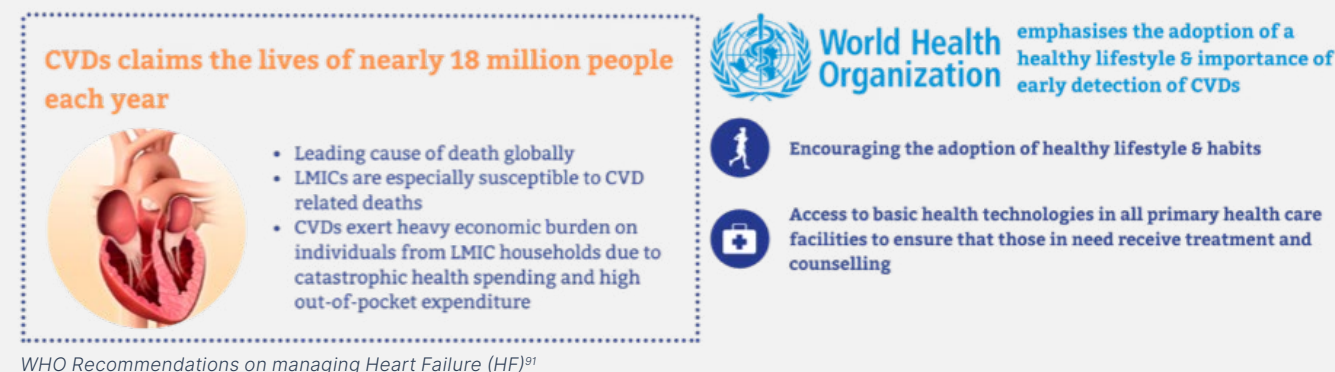 CVDs claims the lives of nearly 18 million people
each year
• Leading cause of death globally
• LMICs are especially susceptible to CVD
related deaths
• CVDs exert heavy economic burden on
individuals from LMIC households due to
catastrophic health spending and high
out-of-pocket expenditure
World Health
Organization
emphasises the adoption of a
healthy lifestyle & importance of
early detection of CVDs
Encouraging the adoption of healthy lifestyle & habits
Access to basic health technologies in all primary health care
facilities to ensure that those in need receive treatment and
counselling
WHO Recommendations on managing Heart Failure (HF)⁹¹